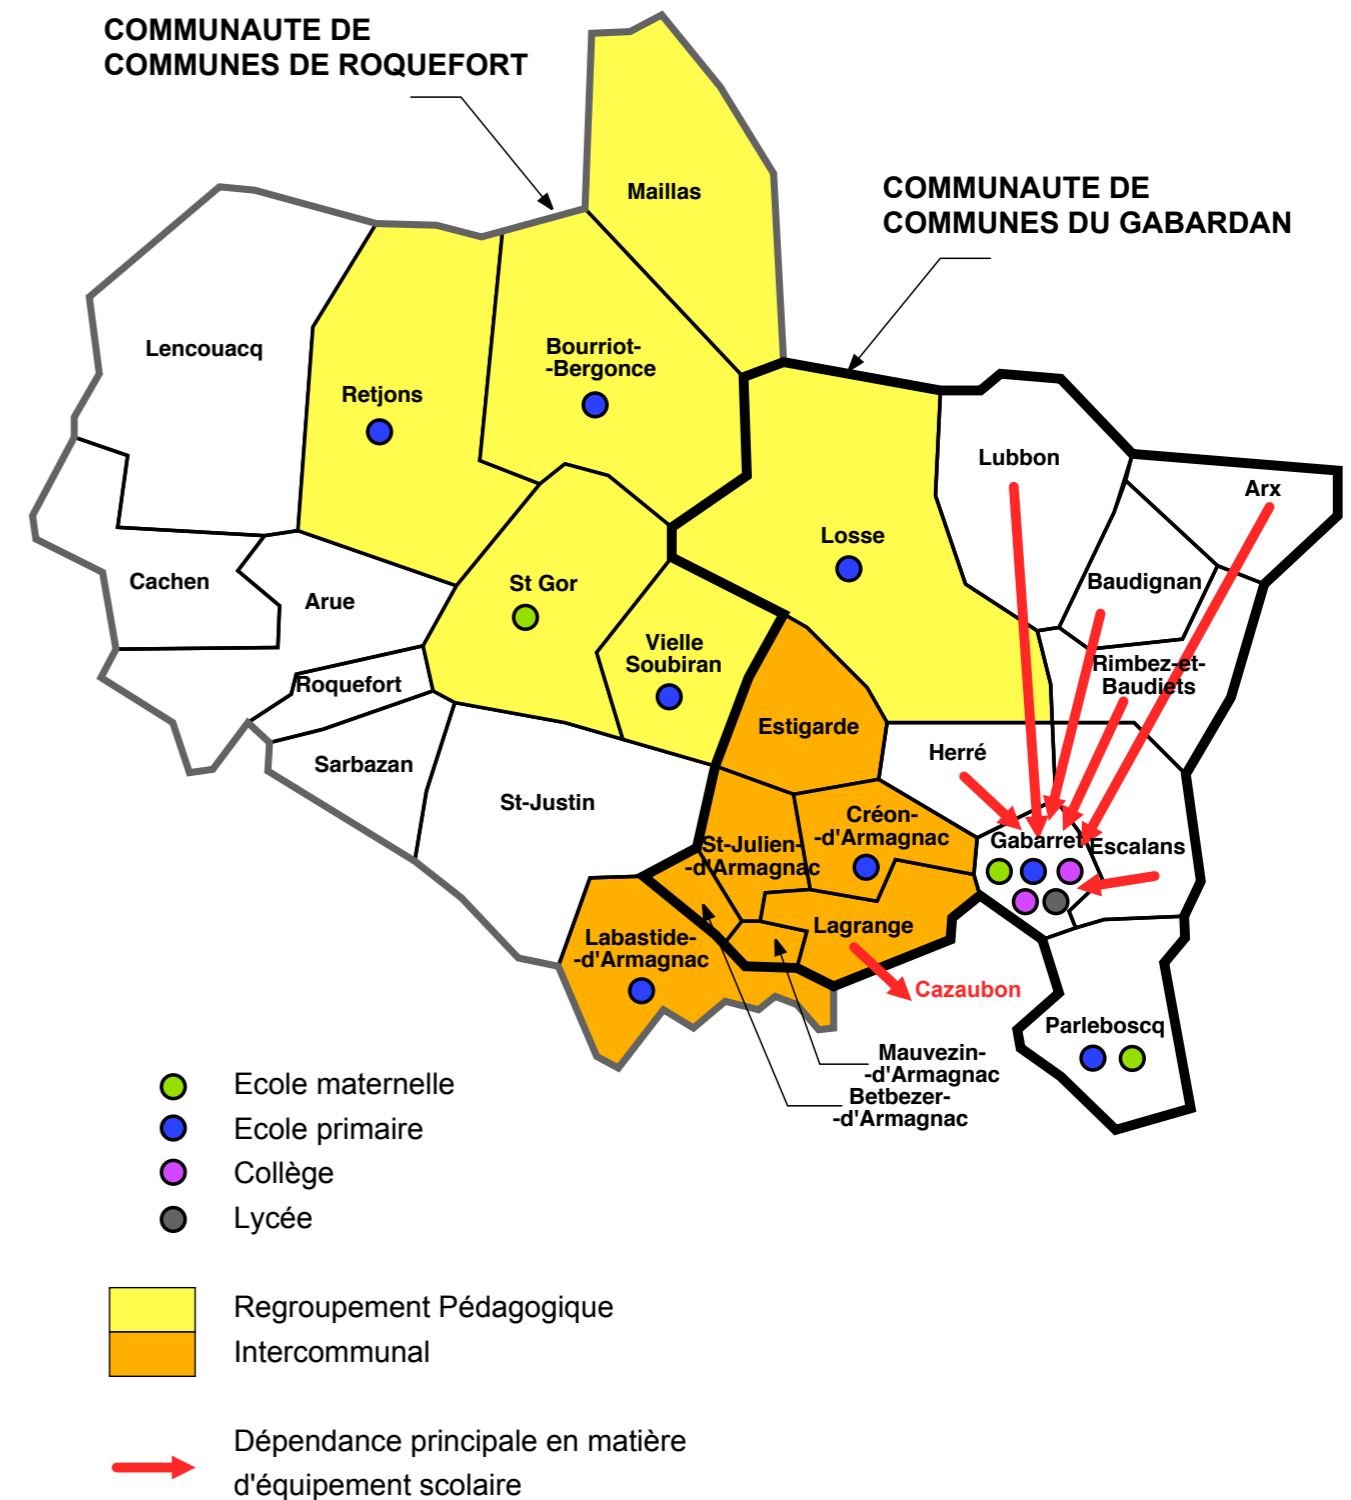 COMMUNAUTE DE
COMMUNES DE ROQUEFORT
COMMUNAUTE DE
COMMUNES DU GABARDAN
Maillas
Lencouacq
Bourriot-
-Bergonce
Retjons
Lubbon
Arx
Losse
Cachen
Arue
St Gor
Baudignan
Vielle
Soubiran
Rimbez-et-
Baudiets
Roquefort
Estigarde
Sarbazan
Herré
St-Justin
Créon-
-d'Armagnac
St-Julien-
-d'Armagnac
Gabarret
Escalans
Lagrange
Labastide-
-d'Armagnac
Cazaubon
Parleboscq
Mauvezin-
-d'Armagnac
Betbezer-
-d'Armagnac
Ecole maternelle
Ecole primaire
Collège
Lycée
Regroupement Pédagogique
Intercommunal
Dépendance principale en matière
d'équipement scolaire